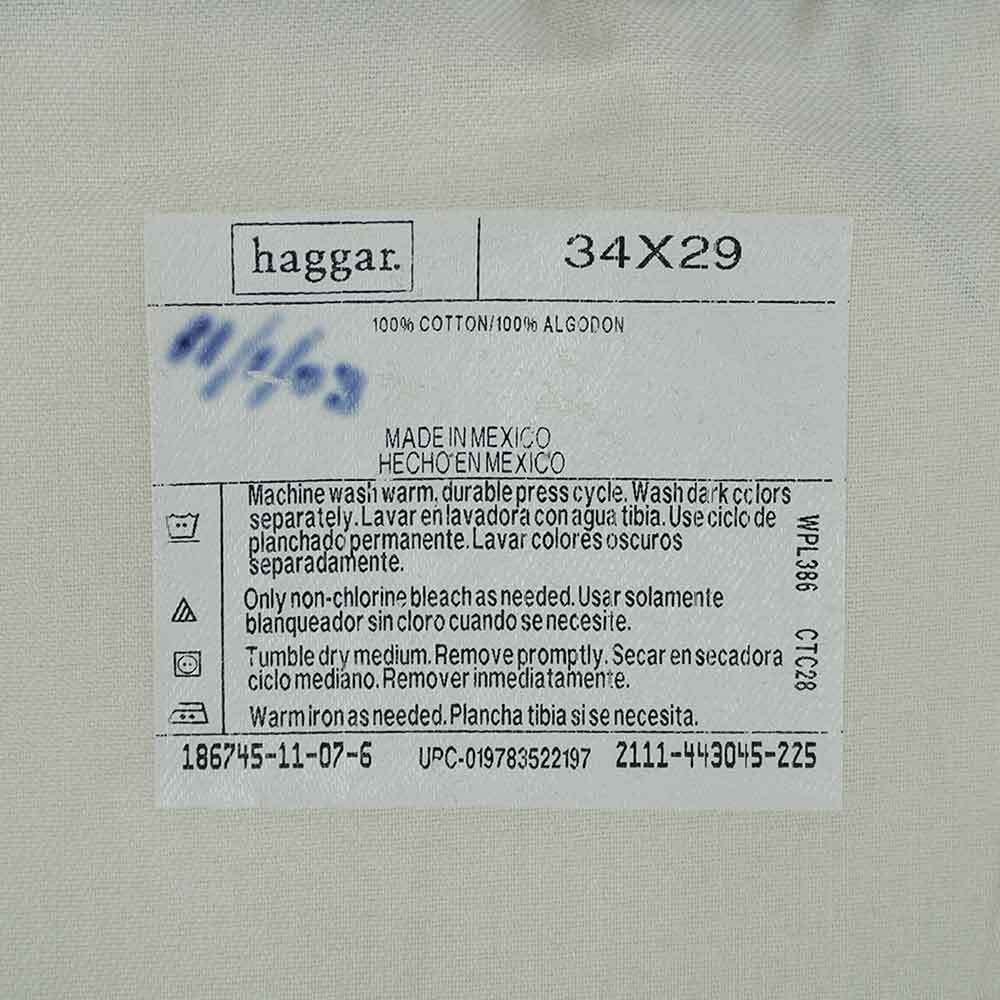 haggar.
34X29
100% COTTON/100% ALGODON
11/1/03
MADE IN MEXICO
HECHO EN MEXICO
Machine wash warm, durable press cycle. Wash dark colors
separately. Lavar en lavadora con agua tibia. Use ciclo de
planchado permanente. Lavar colores oscuros
separadamente.
Only non-chlorine bleach as needed. Usar solamente
blanqueador sin cloro cuando se necesite.
Tumble dry medium. Remove promptly. Secar en secadora
ciclo mediano. Remover inmediatamente.
Warm iron as needed. Plancha tibia si se necesita.
WPL386 CTC28
186745-11-07-6 UPC-019783522197 2111-443045-225